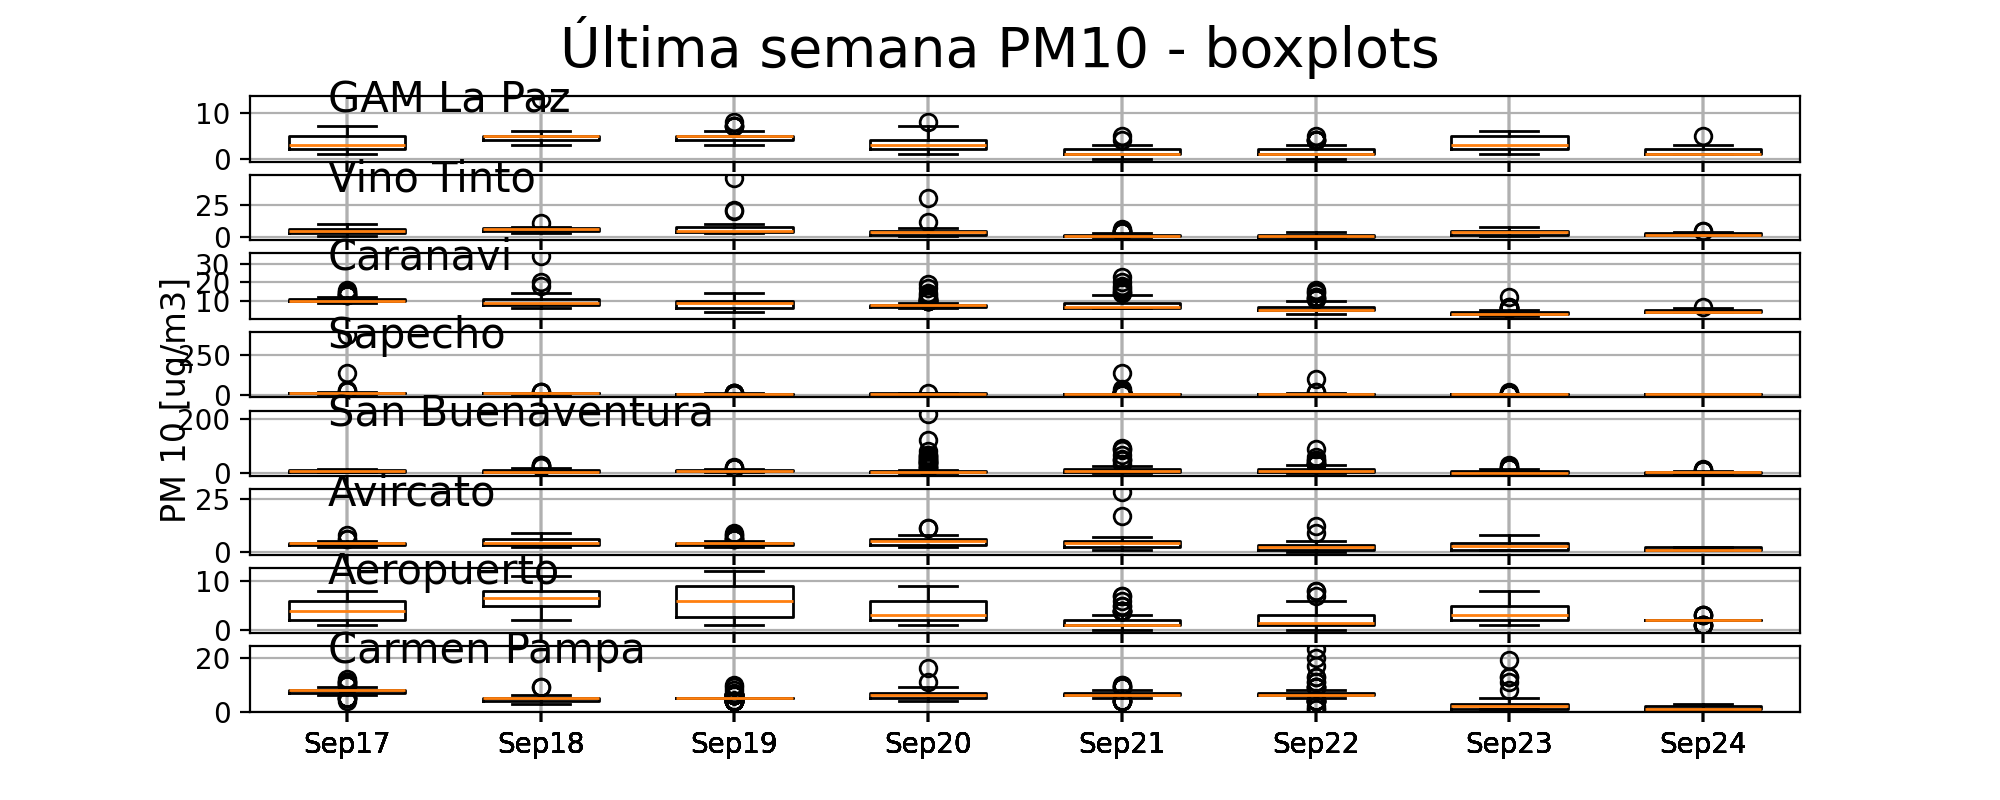 Última semana PM10 - boxplots
GAM La Paz
10
0
Vino Tinto
25
0
Caranavi
30
20
10
Sapecho
250
0
San Buenaventura
200
0
Avircato
25
0
Aeropuerto
10
0
Carmen Pampa
20
0
PM 10 [ug/m3]
Sep17 Sep18 Sep19 Sep20 Sep21 Sep22 Sep23 Sep24